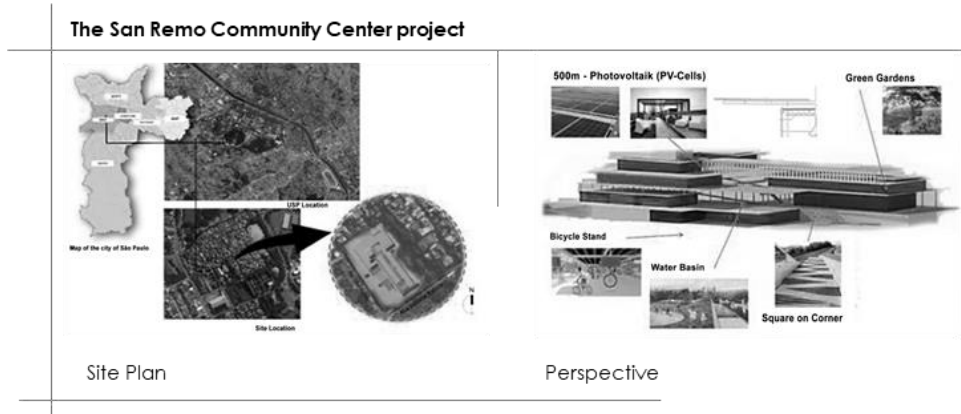 The San Remo Community Center project
USP Location
Map of the city of São Paulo
Site Location
N
Site Plan
500m - Photovoltaik (PV-Cells)
Green Gardens
Bicycle Stand
Water Basin
Square on Corner
Perspective